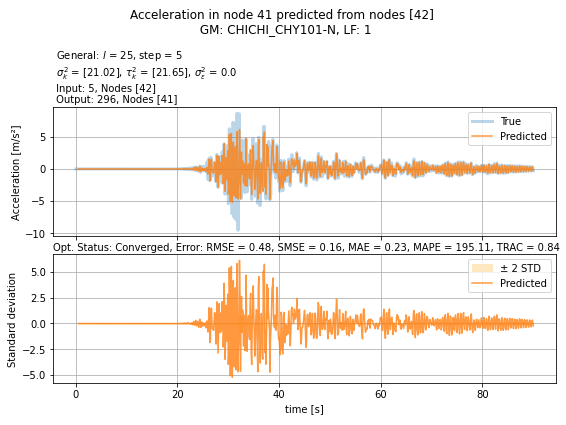 Acceleration in node 41 predicted from nodes [42]
GM: CHICHI_CHY101-N, LF: 1
General: l = 25, step = 5
σ²ₖ = [21.02], τ²ₖ = [21.65], σ²_ε = 0.0
Input: 5, Nodes [42]
Output: 296, Nodes [41]
True
Predicted
Acceleration [m/s²]
5
0
−5
−10
Opt. Status: Converged, Error: RMSE = 0.48, SMSE = 0.16, MAE = 0.23, MAPE = 195.11, TRAC = 0.84
± 2 STD
Predicted
Standard deviation
5.0
2.5
0.0
−2.5
−5.0
0 20 40 60 80
time [s]